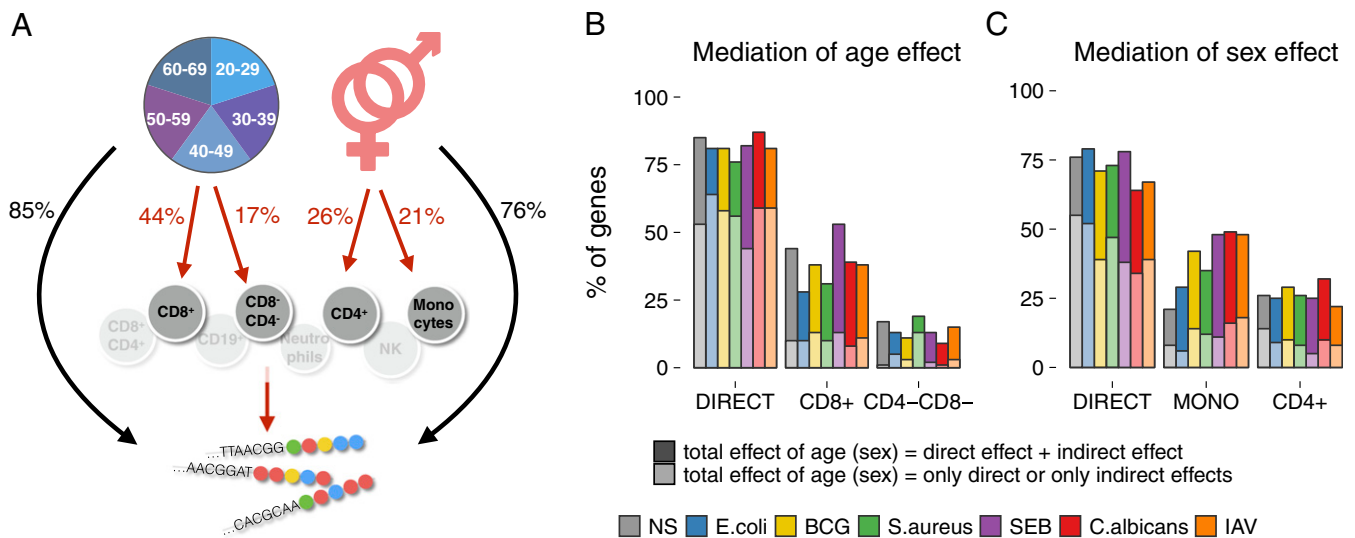 A
60-69 20-29
50-59 30-39
40-49
85% 44% 17% 26% 21% 76%
CD8+
CD8-
CD4-
CD4+
Mono
cytes
CD8+
CD4+
CD19+
Neutro
phils
NK
...TTAACGG
...AACGGAT
...CACGCAA
B
Mediation of age effect
% of genes
100
75
50
25
0
DIRECT CD8+ CD4–CD8–
C
Mediation of sex effect
100
75
50
25
0
DIRECT MONO CD4+
total effect of age (sex) = direct effect + indirect effect
total effect of age (sex) = only direct or only indirect effects
NS E.coli BCG S.aureus SEB C.albicans IAV